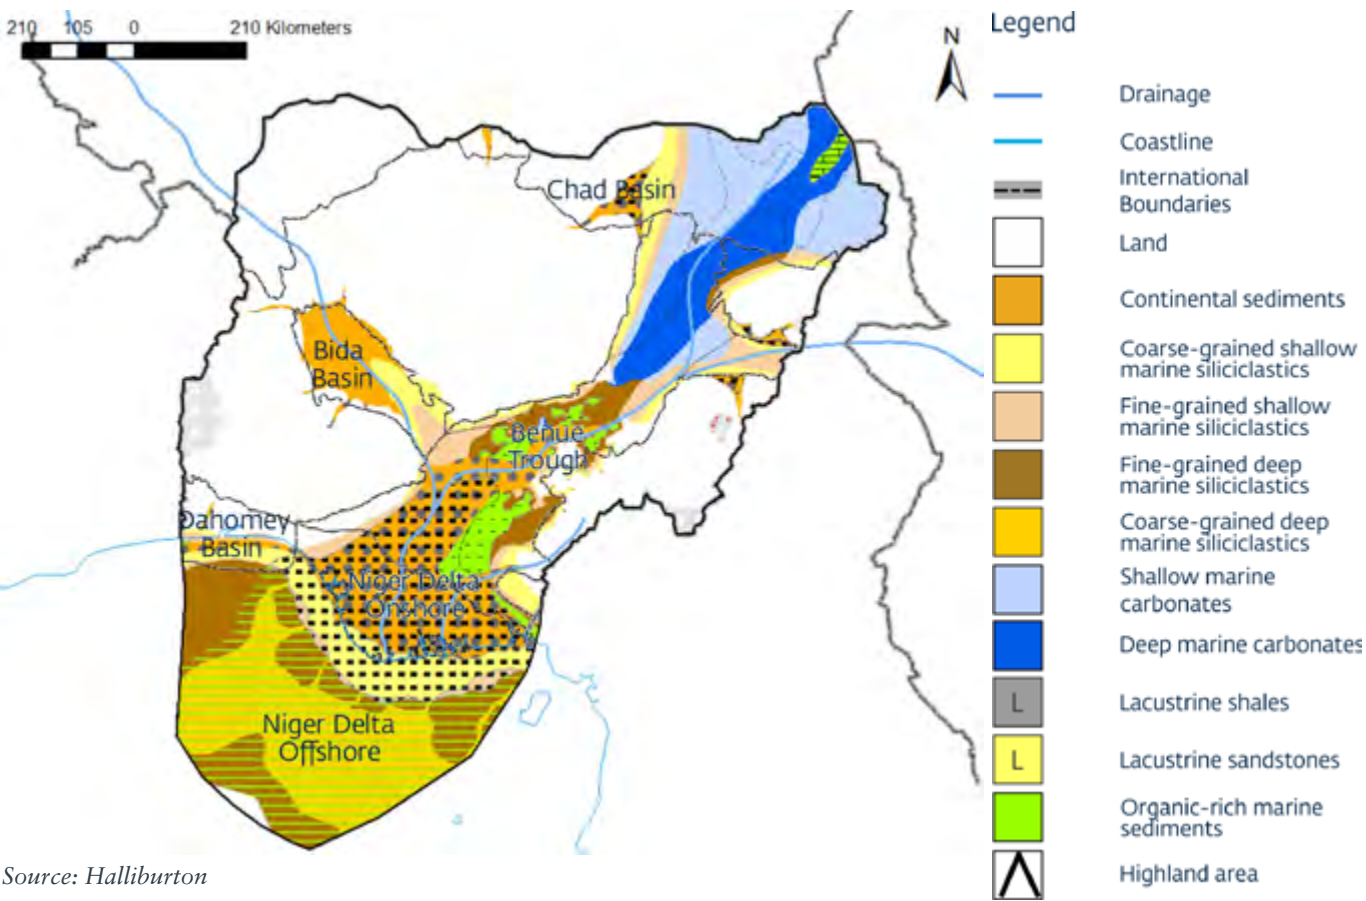 210 105 0 210 Kilometers
N
Chad Basin
Bida
Basin
Benue
Trough
Dahomey
Basin
Niger Delta
Onshore
Niger Delta
Offshore
Source: Halliburton
Legend
Drainage
Coastline
International
Boundaries
Land
Continental sediments
Coarse-grained shallow
marine siliciclastics
Fine-grained shallow
marine siliciclastics
Fine-grained deep
marine siliciclastics
Coarse-grained deep
marine siliciclastics
Shallow marine
carbonates
Deep marine carbonates
L Lacustrine shales
L Lacustrine sandstones
Organic-rich marine
sediments
Highland area